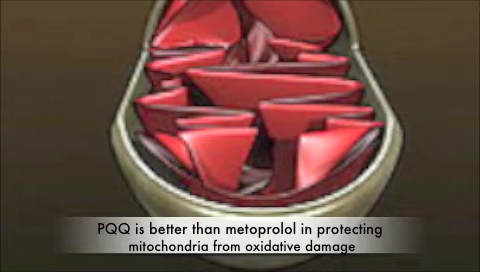 PQQ is better than metoprolol in protecting
mitochondria from oxidative damage